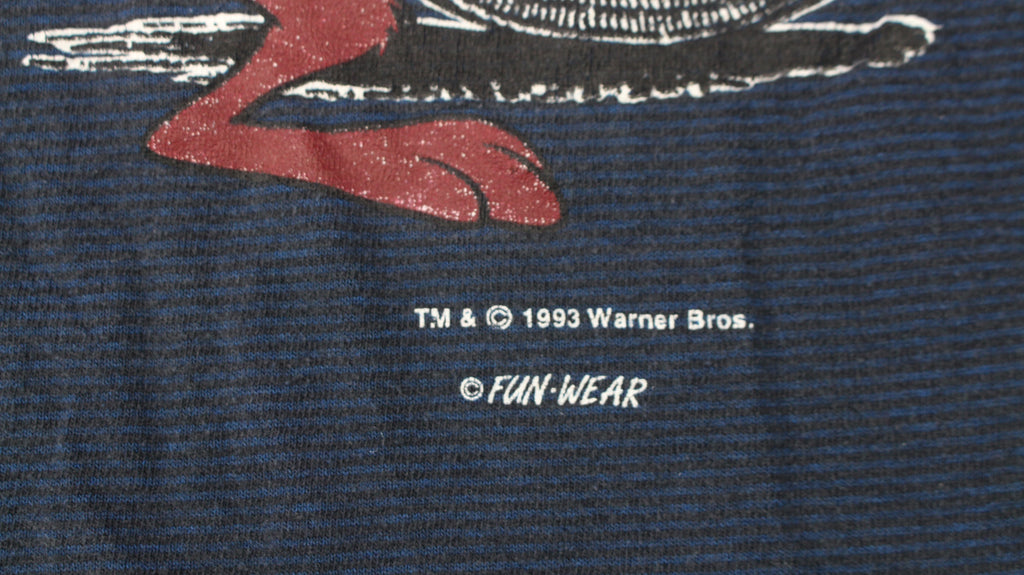 TM & © 1993 Warner Bros.
© FUN·WEAR